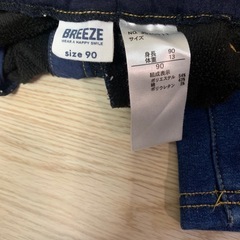 BREEZE
WEAR A HAPPY SMILE
size 90
サイズ
身長 90
体重 13
90
組成表示
ポリエステル
綿
ポリウレタン